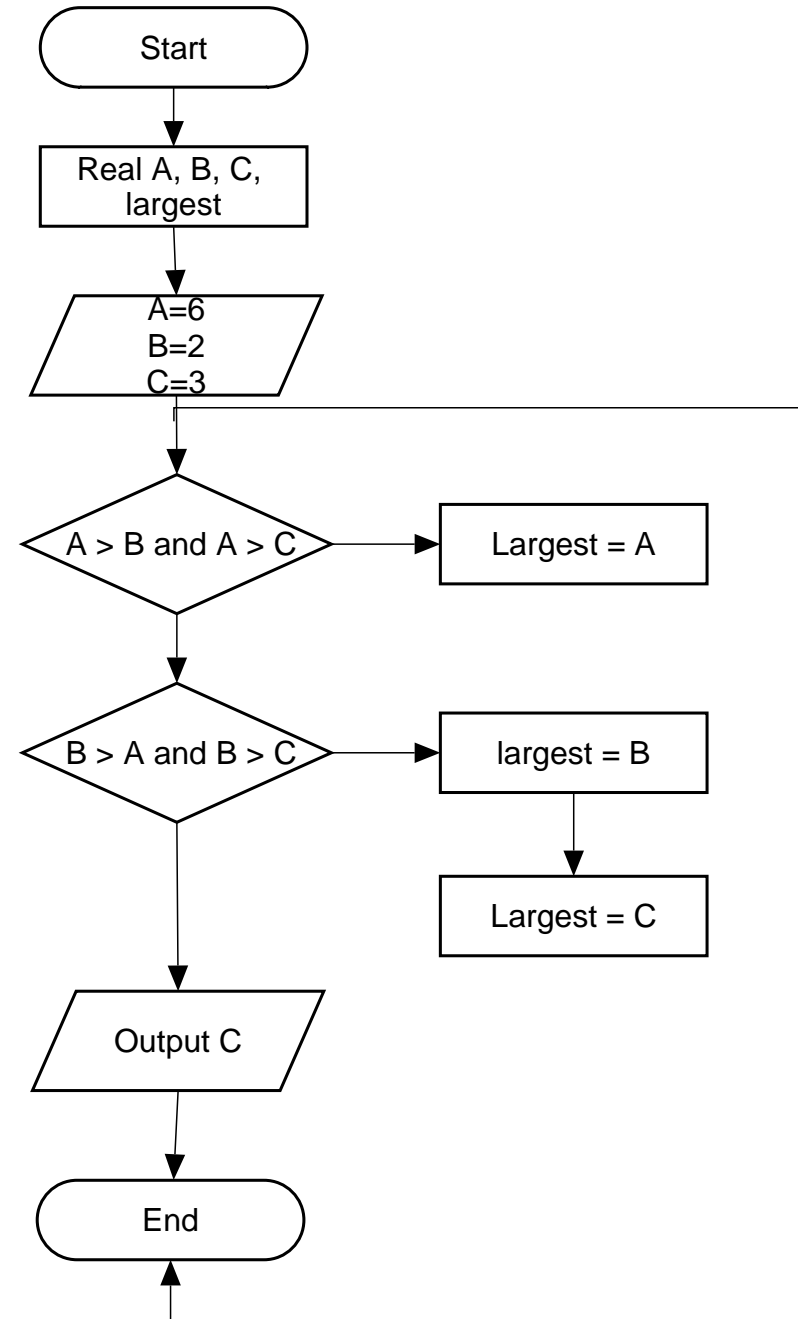 Start
Real A, B, C,
largest
A=6
B=2
C=3
A > B and A > C
Largest = A
B > A and B > C
largest = B
Largest = C
Output C
End